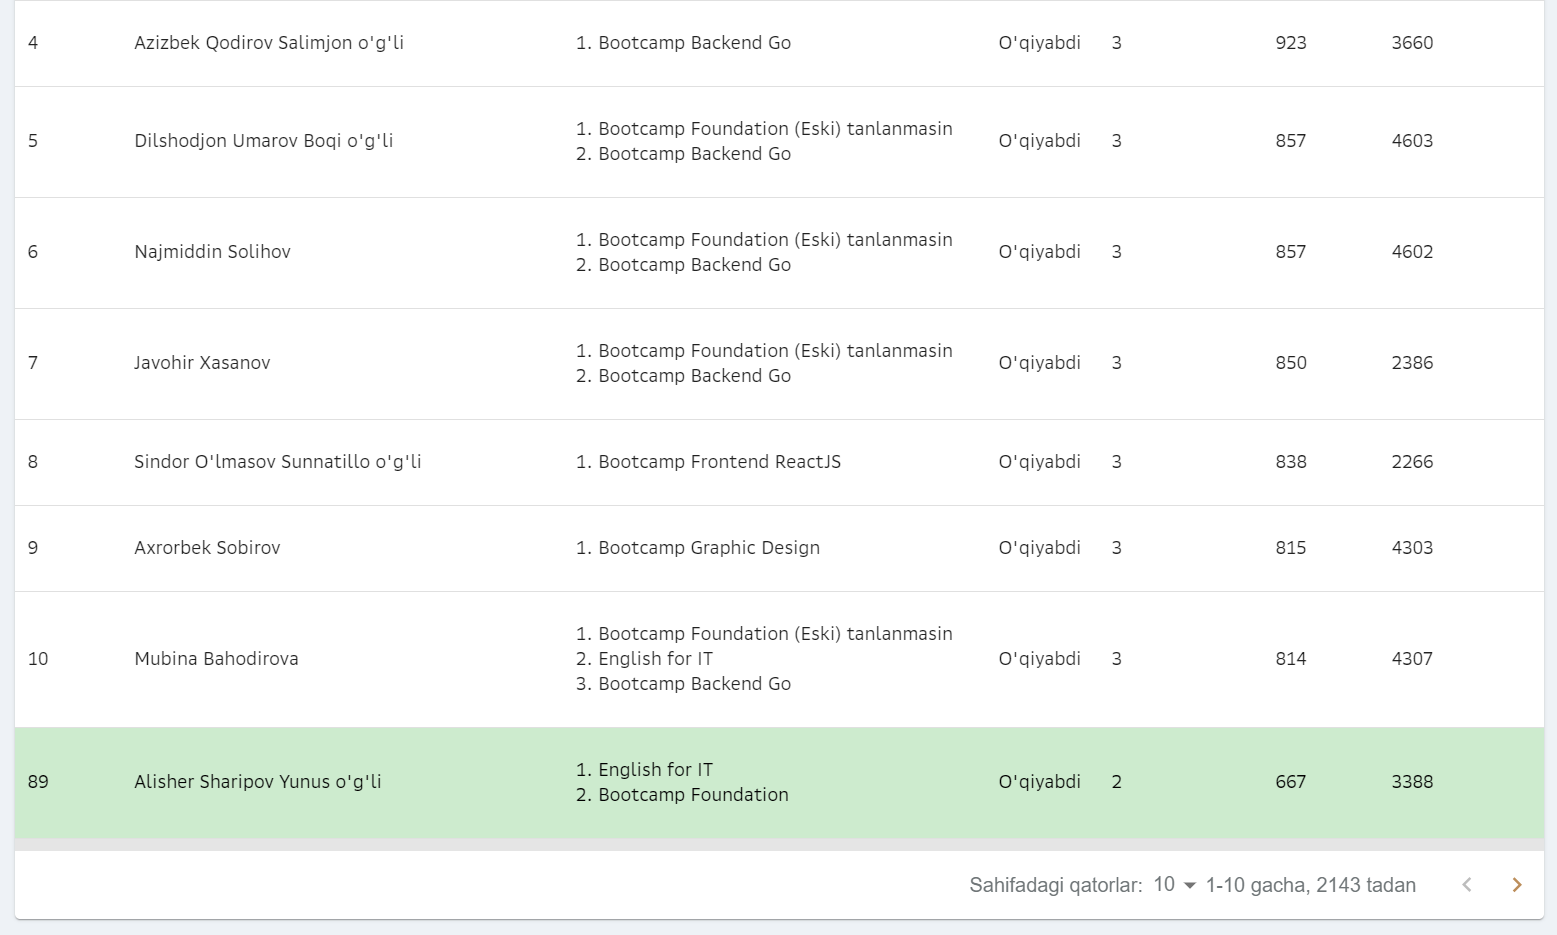 4 Azizbek Qodirov Salimjon o'g'li 1. Bootcamp Backend Go O'qiyabdi 3 923 3660
1. Bootcamp Foundation (Eski) tanlanmasin
5 Dilshodjon Umarov Boqi o'g'li O'qiyabdi 3 857 4603
2. Bootcamp Backend Go
1. Bootcamp Foundation (Eski) tanlanmasin
6 Najmiddin Solihov O'qiyabdi 3 857 4602
2. Bootcamp Backend Go
1. Bootcamp Foundation (Eski) tanlanmasin
7 Javohir Xasanov O'qiyabdi 3 850 2386
2. Bootcamp Backend Go
8 Sindor O'lmasov Sunnatillo o'g'li 1. Bootcamp Frontend ReactJS O'qiyabdi 3 838 2266
9 Axrorbek Sobirov 1. Bootcamp Graphic Design O'qiyabdi 3 815 4303
1. Bootcamp Foundation (Eski) tanlanmasin
10 Mubina Bahodirova 2. English for IT O'qiyabdi 3 814 4307
3. Bootcamp Backend Go
1. English for IT
89 Alisher Sharipov Yunus o'g'li O'qiyabdi 2 667 3388
2. Bootcamp Foundation
Sahifadagi qatorlar: 10 1-10 gacha, 2143 tadan